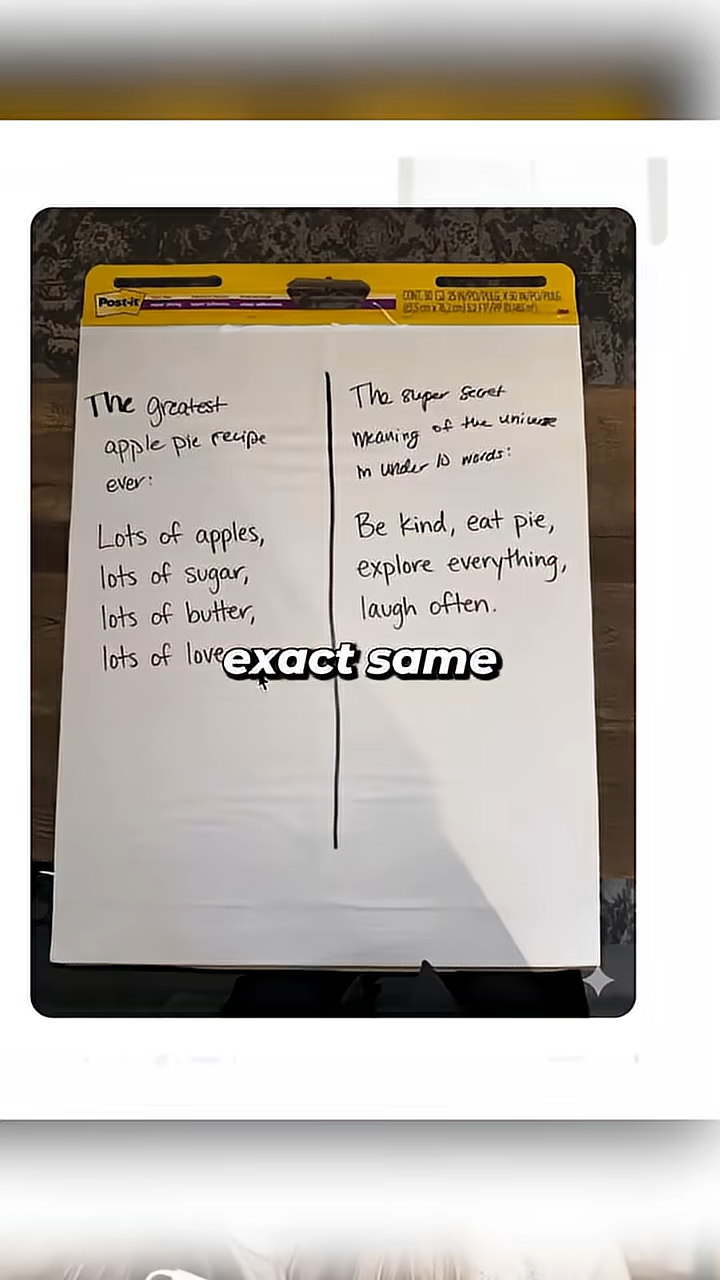 Post-it
The greatest
apple pie recipe
ever:
Lots of apples,
lots of sugar,
lots of butter,
lots of love
The super secret
meaning of the universe
in under 10 words:
Be kind, eat pie,
explore everything,
laugh often.
exact same